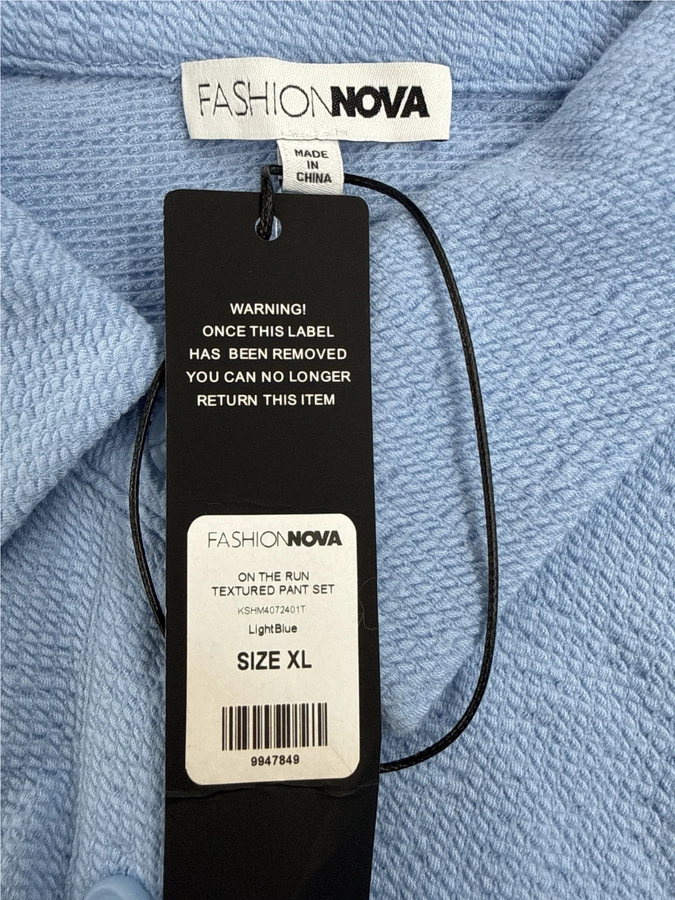 FASHIONNOVA
MADE
IN
CHINA
WARNING!
ONCE THIS LABEL
HAS BEEN REMOVED
YOU CAN NO LONGER
RETURN THIS ITEM
FASHIONNOVA
ON THE RUN
TEXTURED PANT SET
KSHM4072401T
LightBlue
SIZE XL
9947849